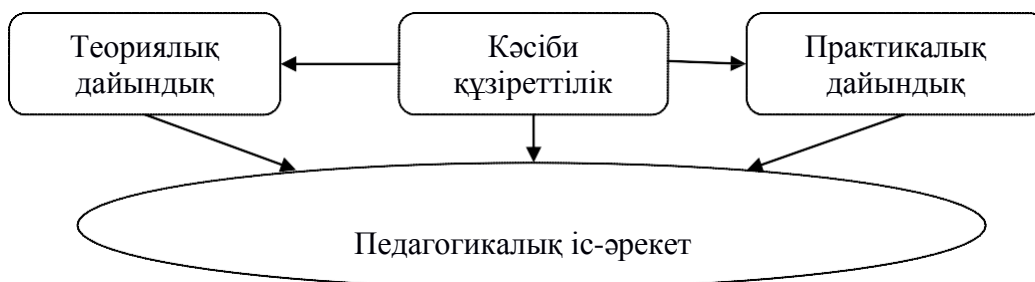 Теориялық
дайындық
Кәсіби
құзіреттілік
Практикалық
дайындық
Педагогикалық іс-әрекет